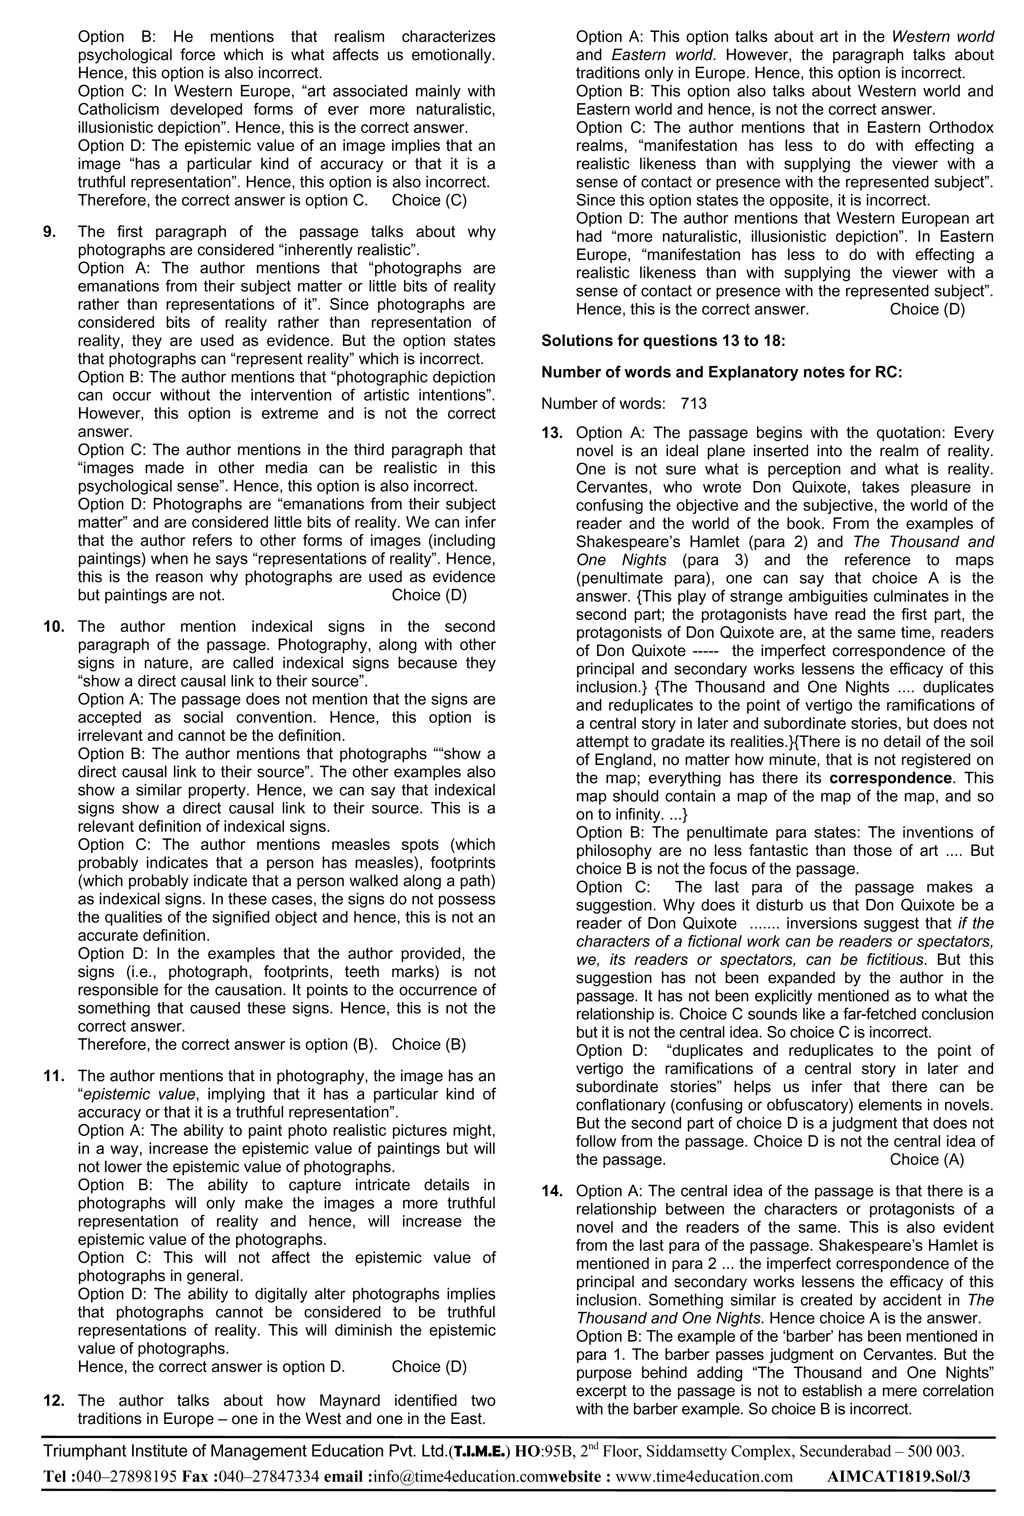 Option B: He mentions that realism characterizes
psychological force which is what affects us emotionally.
Hence, this option is also incorrect.
Option C: In Western Europe, “art associated mainly with
Catholicism developed forms of ever more naturalistic,
illusionistic depiction”. Hence, this is the correct answer.
Option D: The epistemic value of an image implies that an
image “has a particular kind of accuracy or that it is a
truthful representation”. Hence, this option is also incorrect.
Therefore, the correct answer is option C. Choice (C)
9. The first paragraph of the passage talks about why
photographs are considered “inherently realistic”.
Option A: The author mentions that “photographs are
emanations from their subject matter or little bits of reality
rather than representations of it”. Since photographs are
considered bits of reality rather than representation of
reality, they are used as evidence. But the option states
that photographs can “represent reality” which is incorrect.
Option B: The author mentions that “photographic depiction
can occur without the intervention of artistic intentions”.
However, this option is extreme and is not the correct
answer.
Option C: The author mentions in the third paragraph that
“images made in other media can be realistic in this
psychological sense”. Hence, this option is also incorrect.
Option D: Photographs are “emanations from their subject
matter” and are considered little bits of reality. We can infer
that the author refers to other forms of images (including
paintings) when he says “representations of reality”. Hence,
this is the reason why photographs are used as evidence
but paintings are not. Choice (D)
10. The author mention indexical signs in the second
paragraph of the passage. Photography, along with other
signs in nature, are called indexical signs because they
“show a direct causal link to their source”.
Option A: The passage does not mention that the signs are
accepted as social convention. Hence, this option is
irrelevant and cannot be the definition.
Option B: The author mentions that photographs ““show a
direct causal link to their source”. The other examples also
show a similar property. Hence, we can say that indexical
signs show a direct causal link to their source. This is a
relevant definition of indexical signs.
Option C: The author mentions measles spots (which
probably indicates that a person has measles), footprints
(which probably indicate that a person walked along a path)
as indexical signs. In these cases, the signs do not possess
the qualities of the signified object and hence, this is not an
accurate definition.
Option D: In the examples that the author provided, the
signs (i.e., photograph, footprints, teeth marks) is not
responsible for the causation. It points to the occurrence of
something that caused these signs. Hence, this is not the
correct answer.
Therefore, the correct answer is option (B). Choice (B)
11. The author mentions that in photography, the image has an
“epistemic value, implying that it has a particular kind of
accuracy or that it is a truthful representation”.
Option A: The ability to paint photo realistic pictures might,
in a way, increase the epistemic value of paintings but will
not lower the epistemic value of photographs.
Option B: The ability to capture intricate details in
photographs will only make the images a more truthful
representation of reality and hence, will increase the
epistemic value of the photographs.
Option C: This will not affect the epistemic value of
photographs in general.
Option D: The ability to digitally alter photographs implies
that photographs cannot be considered to be truthful
representations of reality. This will diminish the epistemic
value of photographs.
Hence, the correct answer is option D. Choice (D)
12. The author talks about how Maynard identified two
traditions in Europe – one in the West and one in the East.
Option A: This option talks about art in the Western world
and Eastern world. However, the paragraph talks about
traditions only in Europe. Hence, this option is incorrect.
Option B: This option also talks about Western world and
Eastern world and hence, is not the correct answer.
Option C: The author mentions that in Eastern Orthodox
realms, “manifestation has less to do with effecting a
realistic likeness than with supplying the viewer with a
sense of contact or presence with the represented subject”.
Since this option states the opposite, it is incorrect.
Option D: The author mentions that Western European art
had “more naturalistic, illusionistic depiction”. In Eastern
Europe, “manifestation has less to do with effecting a
realistic likeness than with supplying the viewer with a
sense of contact or presence with the represented subject”.
Hence, this is the correct answer. Choice (D)
Solutions for questions 13 to 18:
Number of words and Explanatory notes for RC:
Number of words: 713
13. Option A: The passage begins with the quotation: Every
novel is an ideal plane inserted into the realm of reality.
One is not sure what is perception and what is reality.
Cervantes, who wrote Don Quixote, takes pleasure in
confusing the objective and the subjective, the world of the
reader and the world of the book. From the examples of
Shakespeare’s Hamlet (para 2) and The Thousand and
One Nights (para 3) and the reference to maps
(penultimate para), one can say that choice A is the
answer. {This play of strange ambiguities culminates in the
second part; the protagonists have read the first part, the
protagonists of Don Quixote are, at the same time, readers
of Don Quixote ----- the imperfect correspondence of the
principal and secondary works lessens the efficacy of this
inclusion.} {The Thousand and One Nights .... duplicates
and reduplicates to the point of vertigo the ramifications of
a central story in later and subordinate stories, but does not
attempt to gradate its realities.}{There is no detail of the soil
of England, no matter how minute, that is not registered on
the map; everything has there its correspondence. This
map should contain a map of the map of the map, and so
on to infinity. ...}
Option B: The penultimate para states: The inventions of
philosophy are no less fantastic than those of art .... But
choice B is not the focus of the passage.
Option C: The last para of the passage makes a
suggestion. Why does it disturb us that Don Quixote be a
reader of Don Quixote ....... inversions suggest that if the
characters of a fictional work can be readers or spectators,
we, its readers or spectators, can be fictitious. But this
suggestion has not been expanded by the author in the
passage. It has not been explicitly mentioned as to what the
relationship is. Choice C sounds like a far-fetched conclusion
but it is not the central idea. So choice C is incorrect.
Option D: “duplicates and reduplicates to the point of
vertigo the ramifications of a central story in later and
subordinate stories” helps us infer that there can be
conflationary (confusing or obfuscatory) elements in novels.
But the second part of choice D is a judgment that does not
follow from the passage. Choice D is not the central idea of
the passage. Choice (A)
14. Option A: The central idea of the passage is that there is a
relationship between the characters or protagonists of a
novel and the readers of the same. This is also evident
from the last para of the passage. Shakespeare’s Hamlet is
mentioned in para 2 ... the imperfect correspondence of the
principal and secondary works lessens the efficacy of this
inclusion. Something similar is created by accident in The
Thousand and One Nights. Hence choice A is the answer.
Option B: The example of the ‘barber’ has been mentioned in
para 1. The barber passes judgment on Cervantes. But the
purpose behind adding “The Thousand and One Nights”
excerpt to the passage is not to establish a mere correlation
with the barber example. So choice B is incorrect.
Triumphant Institute of Management Education Pvt. Ltd.(T.I.M.E.) HO:95B, 2nd Floor, Siddamsetty Complex, Secunderabad – 500 003.
Tel :040–27898195 Fax :040–27847334 email :info@time4education.comwebsite : www.time4education.com AIMCAT1819.Sol/3